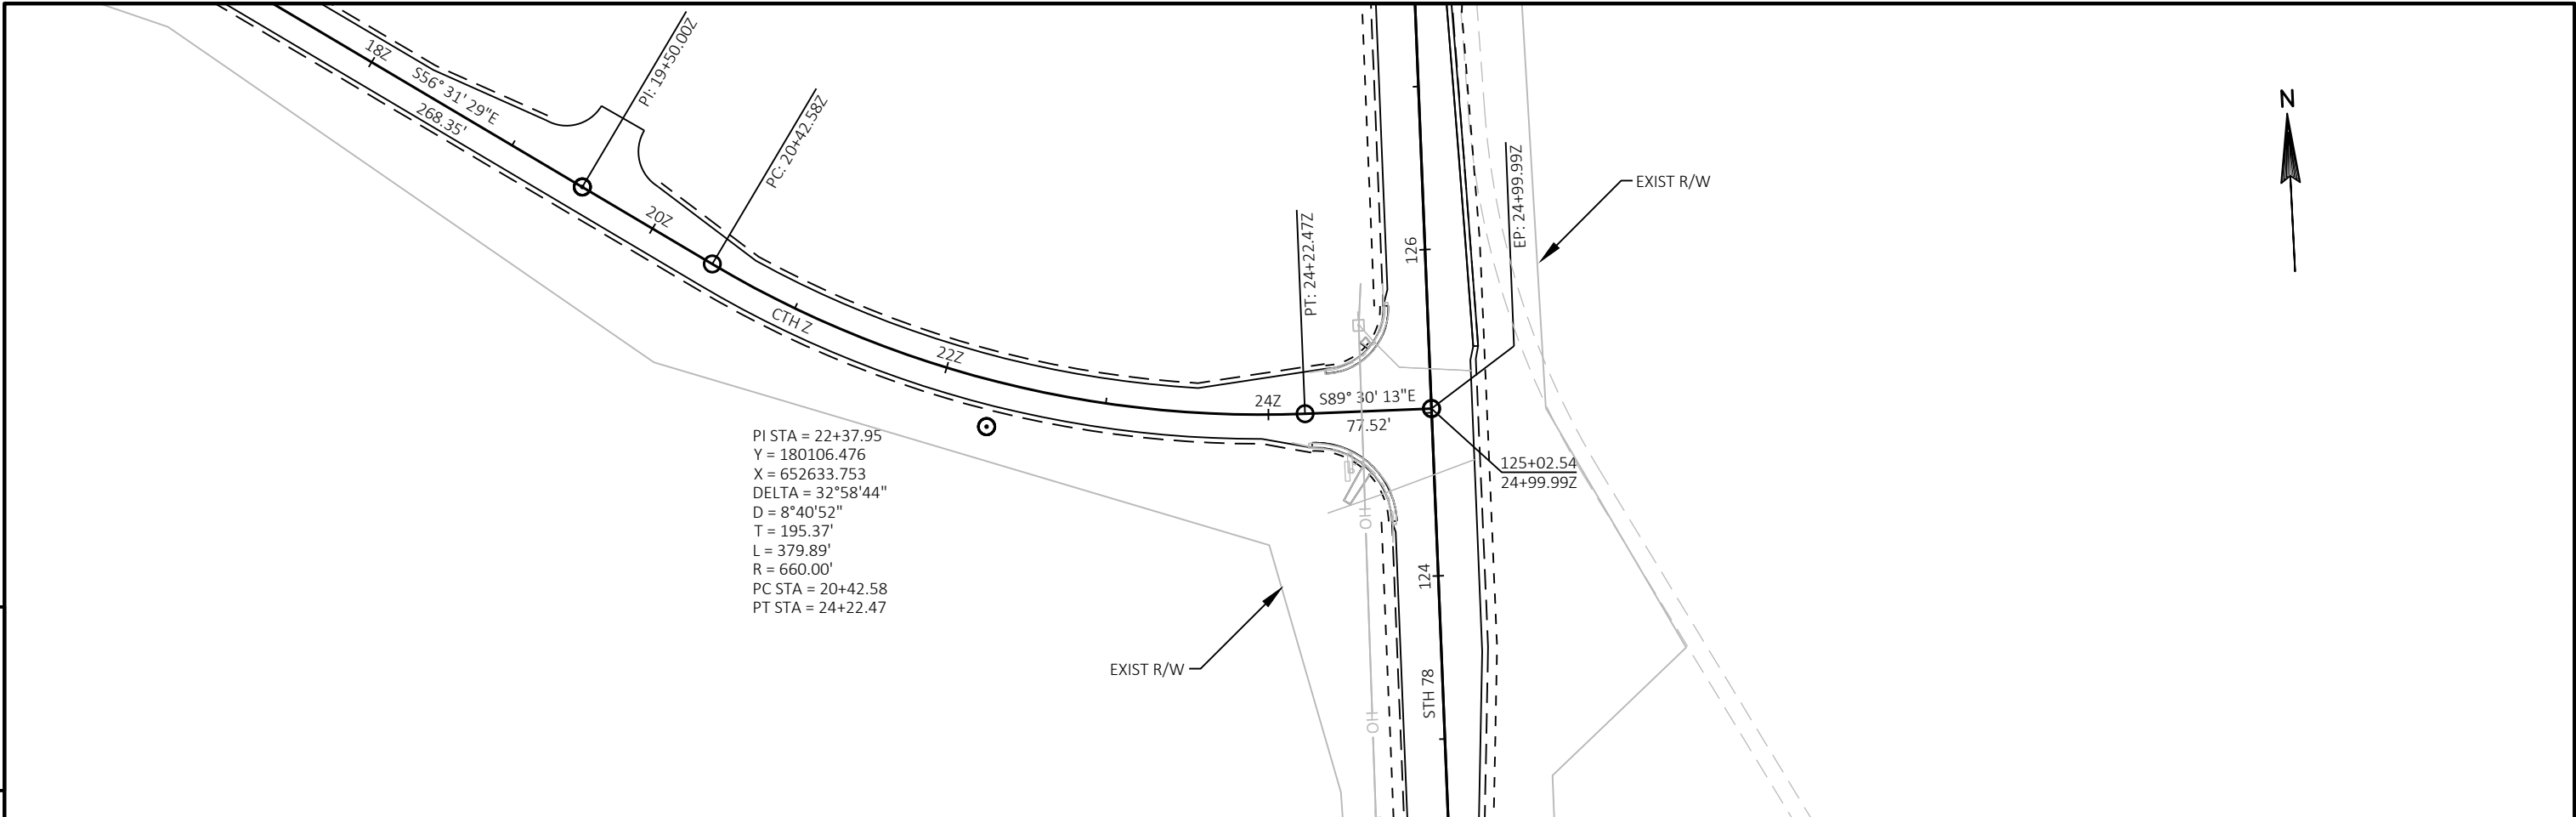 18Z
S56° 31' 29"E
268.35'
PI: 19+50.00Z
20Z
PC: 20+42.58Z
CTH Z
22Z
24Z
PT: 24+22.47Z
S89° 30' 13"E
77.52'
126
EP: 24+99.99Z
EXIST R/W
N
125+02.54
24+99.99Z
PI STA = 22+37.95
Y = 180106.476
X = 652633.753
DELTA = 32°58'44"
D = 8°40'52"
T = 195.37'
L = 379.89'
R = 660.00'
PC STA = 20+42.58
PT STA = 24+22.47
OH
124
EXIST R/W
STH 78
OH